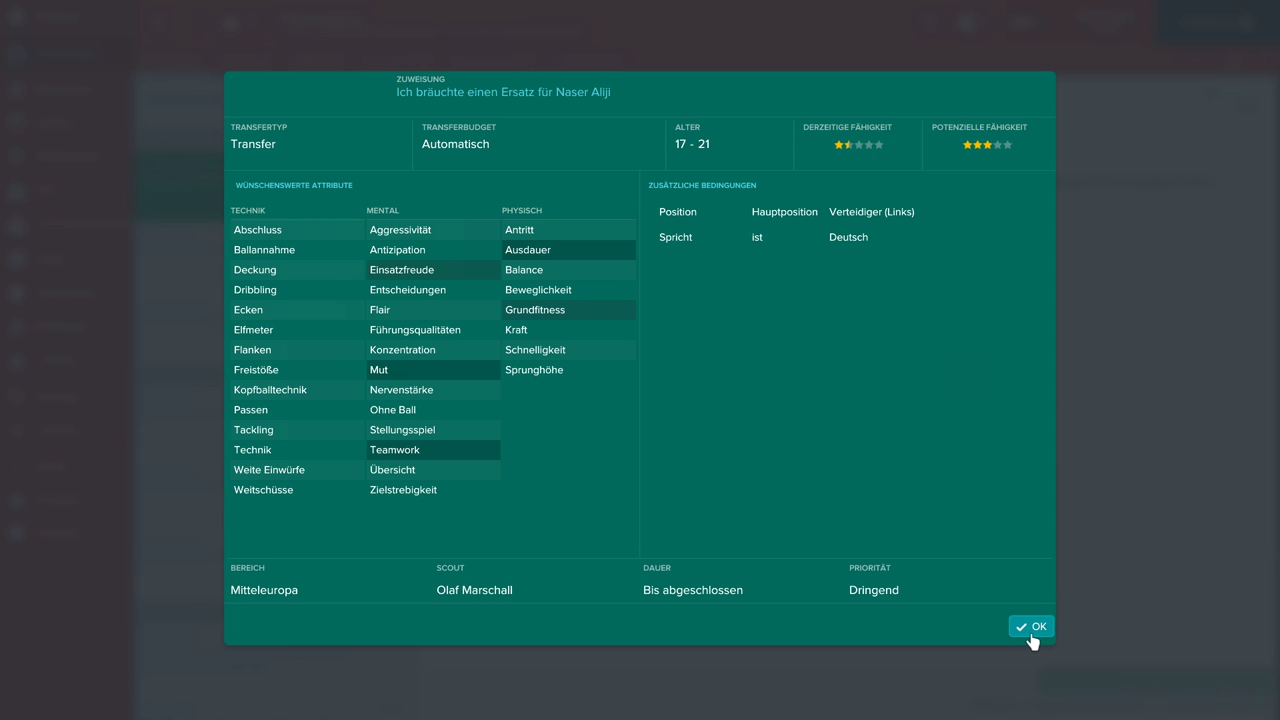 ZUWEISUNG
Ich bräuchte einen Ersatz für Naser Aliji
TRANSFERTYP TRANSFERBUDGET ALTER DERZEITIGE FÄHIGKEIT POTENZIELLE FÄHIGKEIT
Transfer Automatisch 17 - 21
WÜNSCHENSWERTE ATTRIBUTE ZUSÄTZLICHE BEDINGUNGEN
TECHNIK MENTAL PHYSISCH
Position Hauptposition Verteidiger (Links)
Abschluss Aggressivität Antritt
Spricht ist Deutsch
Ballannahme Antizipation Ausdauer
Deckung Einsatzfreude Balance
Dribbling Entscheidungen Beweglichkeit
Ecken Flair Grundfitness
Elfmeter Führungsqualitäten Kraft
Flanken Konzentration Schnelligkeit
Freistöße Mut Sprunghöhe
Kopfballtechnik Nervenstärke
Passen Ohne Ball
Tackling Stellungsspiel
Technik Teamwork
Weite Einwürfe Übersicht
Weitschüsse Zielstrebigkeit
BEREICH SCOUT DAUER PRIORITÄT
Mitteleuropa Olaf Marschall Bis abgeschlossen Dringend
OK